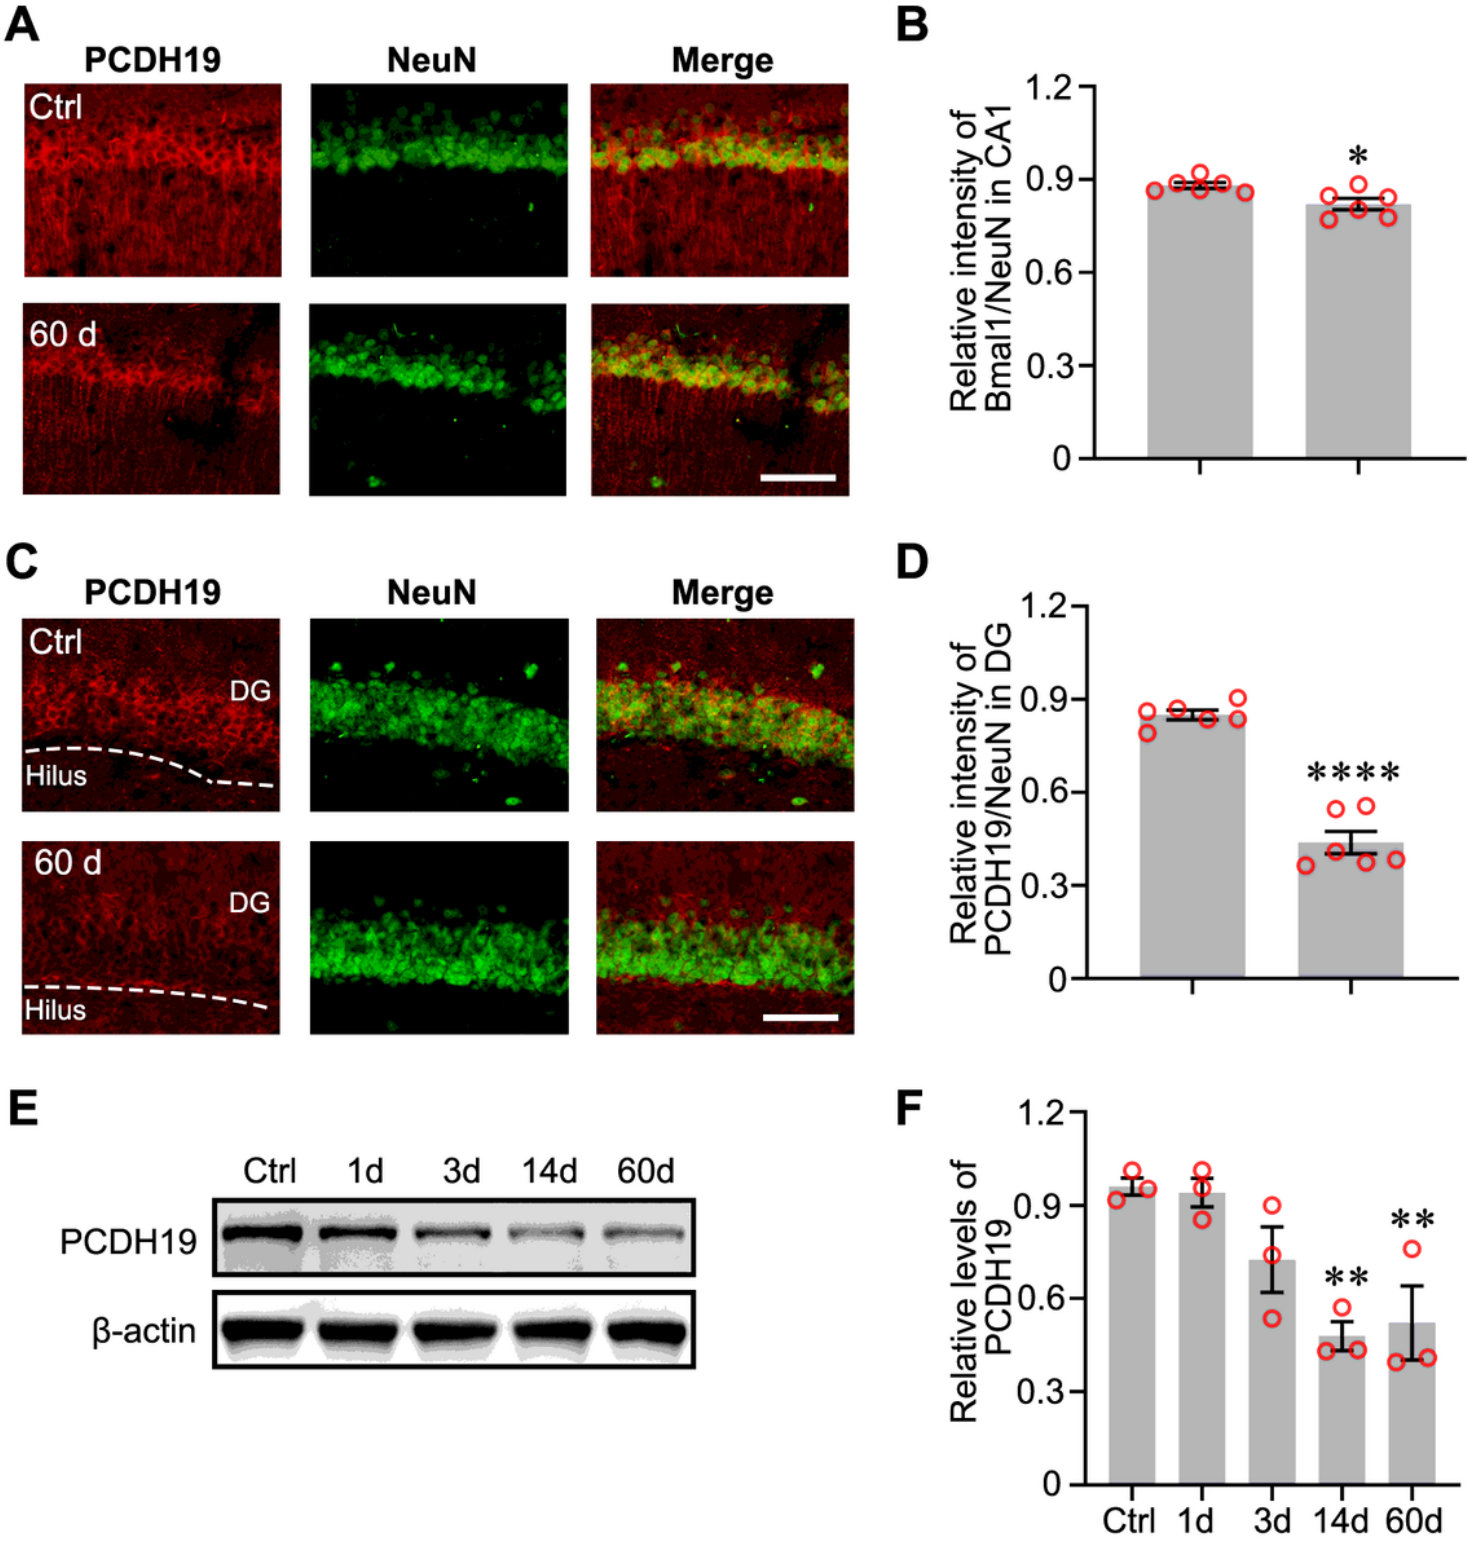 A
PCDH19 NeuN Merge
Ctrl
60 d
B
Relative intensity of
Bmal1/NeuN in CA1
1.2
0.9
0.6
0.3
0
*
C
PCDH19 NeuN Merge
Ctrl
DG
Hilus
60 d
DG
Hilus
D
Relative intensity of
PCDH19/NeuN in DG
1.2
0.9
0.6
0.3
0
****
E
Ctrl 1d 3d 14d 60d
PCDH19
β-actin
F
Relative levels of
PCDH19
1.2
0.9
0.6
0.3
0
**
**
Ctrl 1d 3d 14d 60d